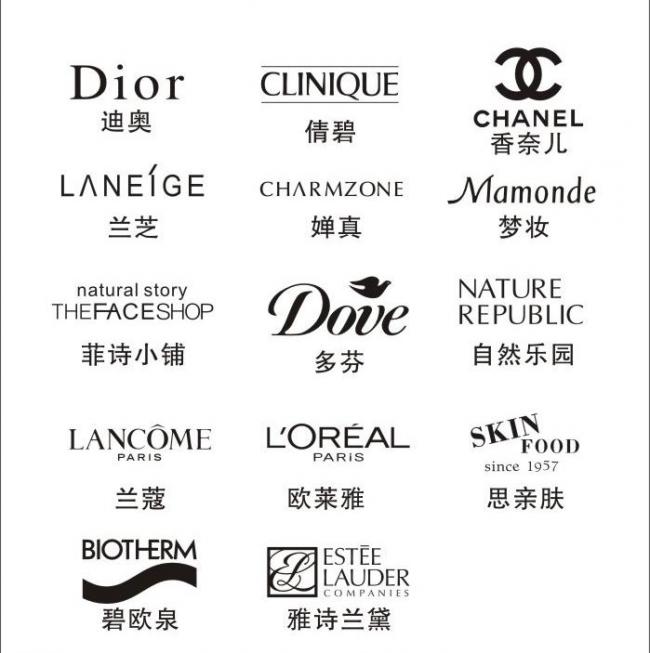 Dior
迪奥
CLINIQUE
倩碧
CHANEL
香奈儿
LANEÍGE
兰芝
CHARMZONE
婵真
Mamonde
梦妆
natural story
THEFACESHOP
菲诗小铺
Dove
多芬
NATURE
REPUBLIC
自然乐园
LANCÔME
PARIS
兰蔻
L'ORÉAL
PARiS
欧莱雅
SKIN
FOOD
since 1957
思亲肤
BIOTHERM
碧欧泉
ESTĒE
LAUDER
COMPANIES
雅诗兰黛